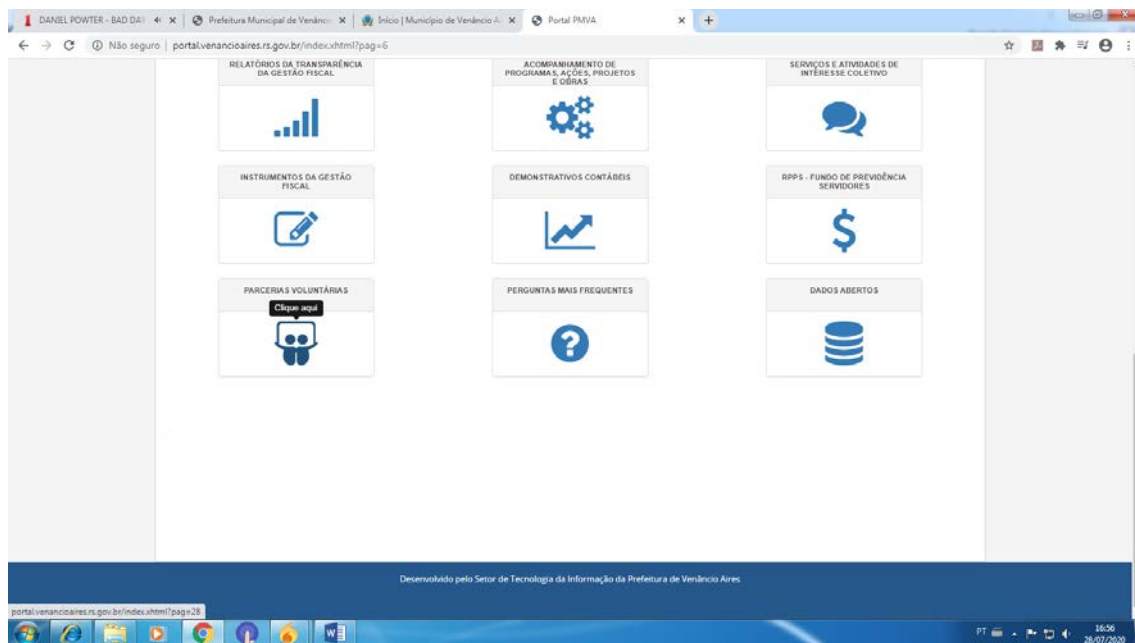 DANIEL POWTER - BAD DAY
Prefeitura Municipal de Venânci
Início | Município de Venâncio A
Portal PMVA
Não seguro | portal.venancioaires.rs.gov.br/index.xhtml?pag=6
RELATÓRIOS DA TRANSPARÊNCIA
DA GESTÃO FISCAL
ACOMPANHAMENTO DE
PROGRAMAS, AÇÕES, PROJETOS
E OBRAS
SERVIÇOS E ATIVIDADES DE
INTERESSE COLETIVO
INSTRUMENTOS DA GESTÃO
FISCAL
DEMONSTRATIVOS CONTÁBEIS
RPPS - FUNDO DE PREVIDÊNCIA
SERVIDORES
PARCERIAS VOLUNTÁRIAS
Clique aqui
PERGUNTAS MAIS FREQUENTES
DADOS ABERTOS
Desenvolvido pelo Setor de Tecnologia da Informação da Prefeitura de Venâncio Aires
portal.venancioaires.rs.gov.br/index.xhtml?pag=28
PT
16:56
28/07/2020